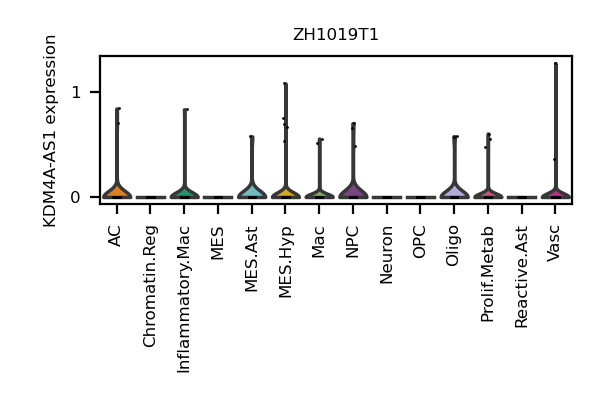 ZH1019T1
KDM4A-AS1 expression
1
0
AC
Chromatin.Reg
Inflammatory.Mac
MES
MES.Ast
MES.Hyp
Mac
NPC
Neuron
OPC
Oligo
Prolif.Metab
Reactive.Ast
Vasc